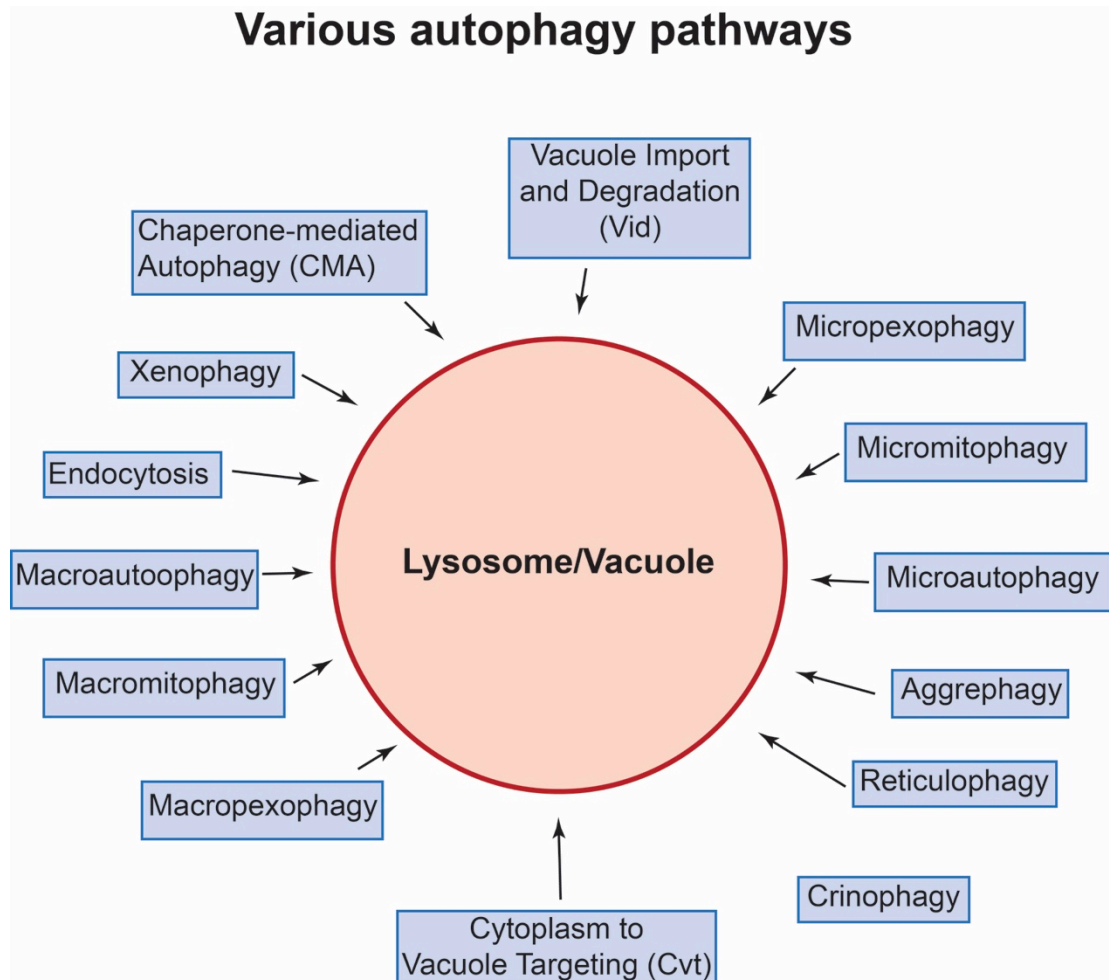 Various autophagy pathways
Vacuole Import
and Degradation
(Vid)
Chaperone-mediated
Autophagy (CMA)
Micropexophagy
Xenophagy
Micromitophagy
Endocytosis
Lysosome/Vacuole
Macroautoophagy
Microautophagy
Macromitophagy
Aggrephagy
Reticulophagy
Macropexophagy
Crinophagy
Cytoplasm to
Vacuole Targeting (Cvt)